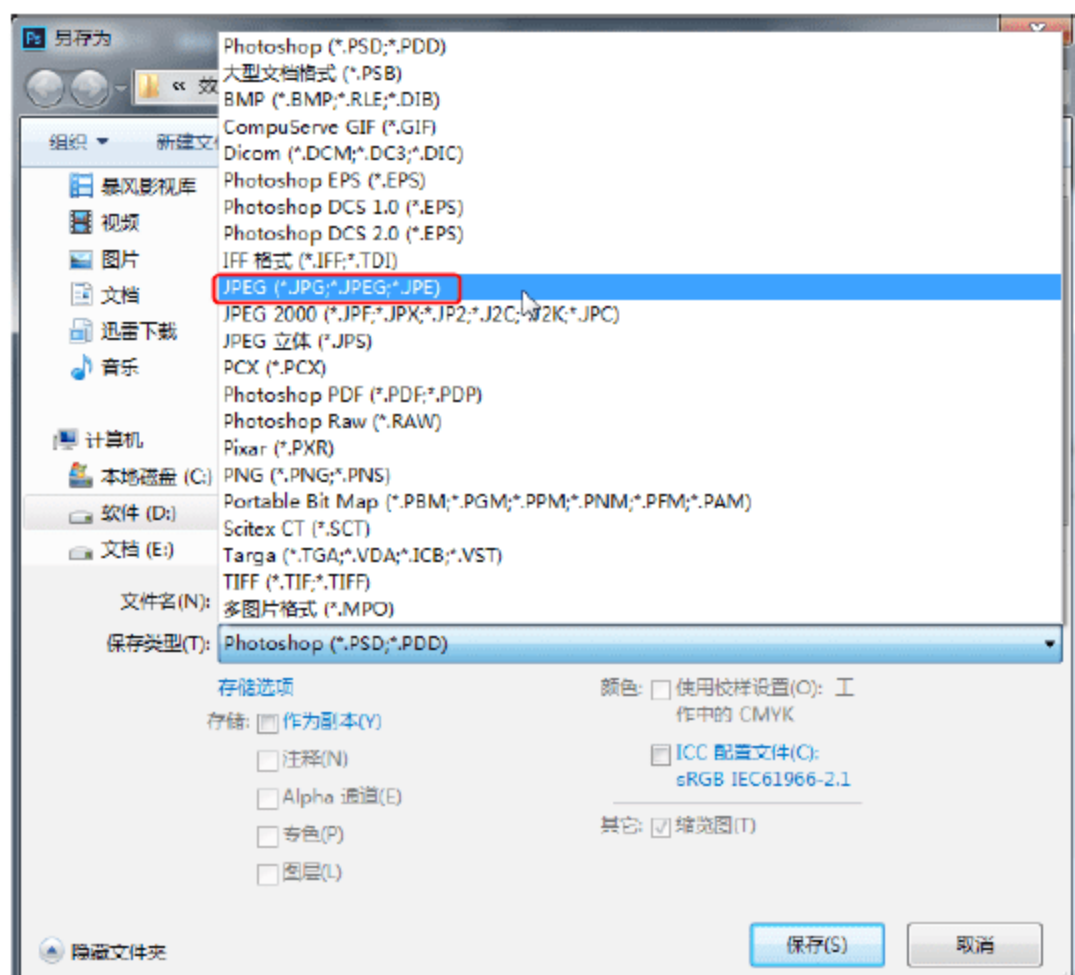 另存为
« 效
组织
新建文
暴风影视库
视频
图片
文档
迅雷下载
音乐
计算机
本地磁盘 (C:)
软件 (D:)
文档 (E:)
Photoshop (*.PSD;*.PDD)
大型文档格式 (*.PSB)
BMP (*.BMP;*.RLE;*.DIB)
CompuServe GIF (*.GIF)
Dicom (*.DCM;*.DC3;*.DIC)
Photoshop EPS (*.EPS)
Photoshop DCS 1.0 (*.EPS)
Photoshop DCS 2.0 (*.EPS)
IFF 格式 (*.IFF;*.TDI)
JPEG (*.JPG;*.JPEG;*.JPE)
JPEG 2000 (*.JPF;*.JPX;*.JP2;*.J2C;*.J2K;*.JPC)
JPEG 立体 (*.JPS)
PCX (*.PCX)
Photoshop PDF (*.PDF;*.PDP)
Photoshop Raw (*.RAW)
Pixar (*.PXR)
PNG (*.PNG;*.PNS)
Portable Bit Map (*.PBM;*.PGM;*.PPM;*.PNM;*.PFM;*.PAM)
Scitex CT (*.SCT)
Targa (*.TGA;*.VDA;*.ICB;*.VST)
TIFF (*.TIF;*.TIFF)
多图片格式 (*.MPO)
文件名(N):
保存类型(T): Photoshop (*.PSD;*.PDD)
存储选项
存储: 作为副本(Y)
注释(N)
Alpha 通道(E)
专色(P)
图层(L)
颜色: 使用校样设置(O): 工
作中的 CMYK
ICC 配置文件(C):
sRGB IEC61966-2.1
其它: 缩览图(T)
隐藏文件夹
保存(S)
取消